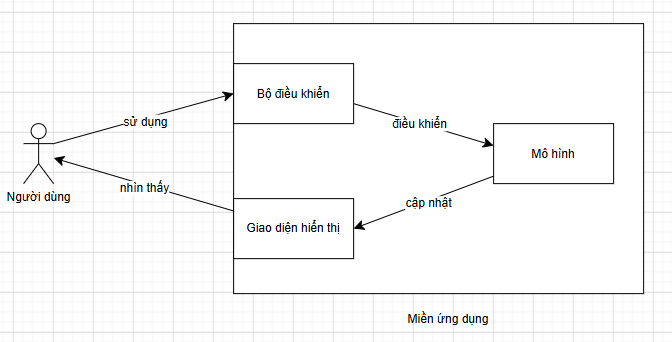 Bộ điều khiển
sử dụng
điều khiển
Mô hình
Người dùng
nhìn thấy
cập nhật
Giao diện hiển thị
Miền ứng dụng